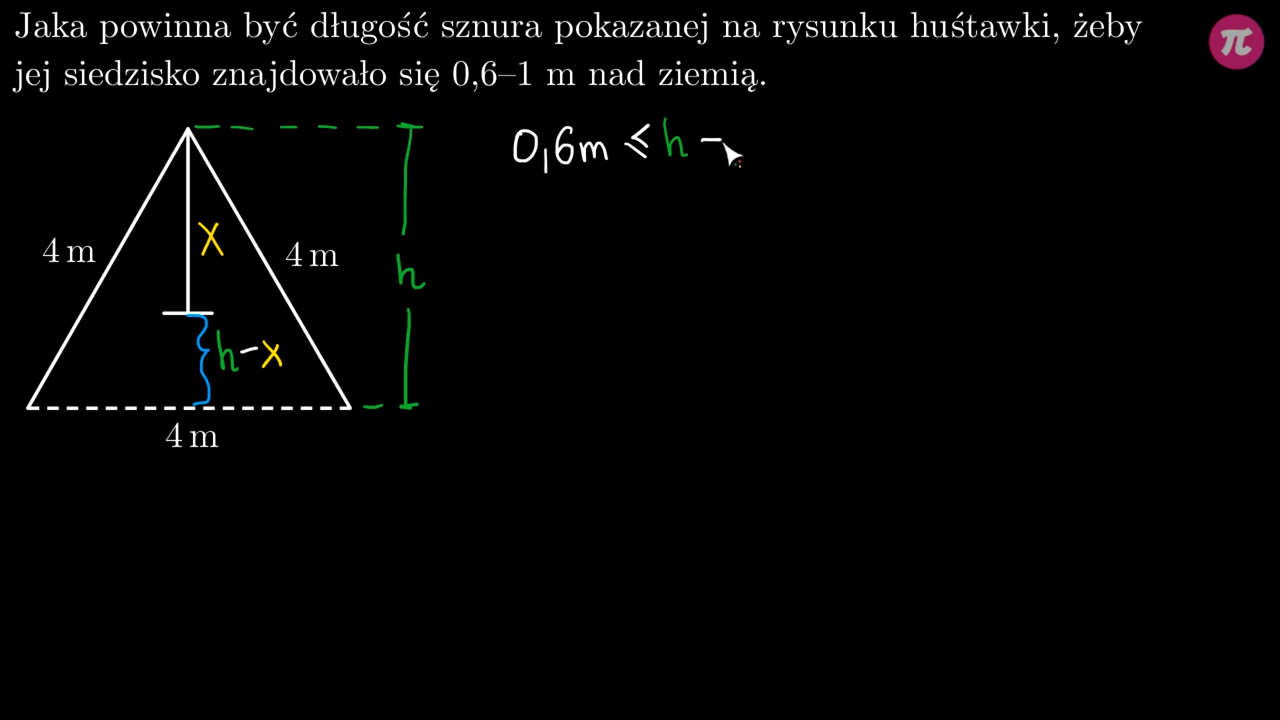 Jaka powinna być długość sznura pokazanej na rysunku huśtawki, żeby
jej siedzisko znajdowało się 0,6–1 m nad ziemią.
0,6m ≤ h −
x
4 m
4 m
h
h−x
4 m
π